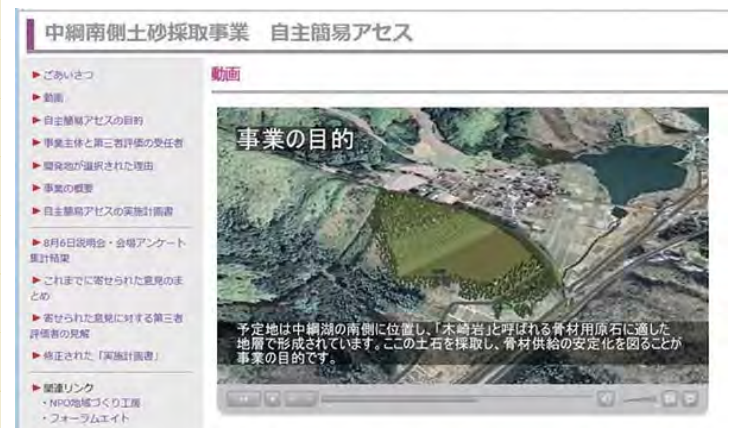 中綱南側土砂採取事業　自主簡易アセス
▶ごあいさつ
▶動画
▶自主簡易アセスの目的
▶事業主体と第三者評価の受任者
▶開発地が選択された理由
▶事業の概要
▶自主簡易アセスの実施計画書
▶8月6日説明会・会場アンケート
集計結果
▶これまでに寄せられた意見のま
とめ
▶寄せられた意見に対する第三者
評価者の見解
▶修正された「実施計画書」
▶関連リンク
・NPO地域づくり工房
・フォーラムエイト
動画
事業の目的
予定地は中綱湖の南側に位置し、「木崎岩」と呼ばれる骨材用原石に適した
地層で形成されています。ここの土石を採取し、骨材供給の安定化を図ることが
事業の目的です。